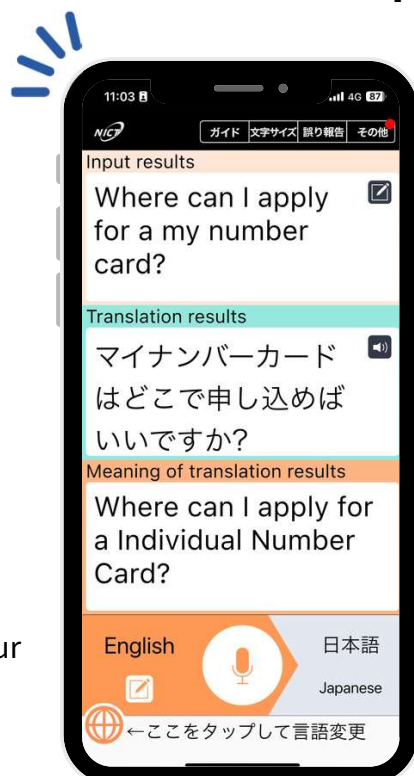 11:03 4G 87
NICT ガイド 文字サイズ 誤り報告 その他
Input results
Where can I apply
for a my number
card?
Translation results
マイナンバーカード
はどこで申し込めば
いいですか?
Meaning of translation results
Where can I apply for
a Individual Number
Card?
ur
English 日本語
Japanese
←ここをタップして言語変更